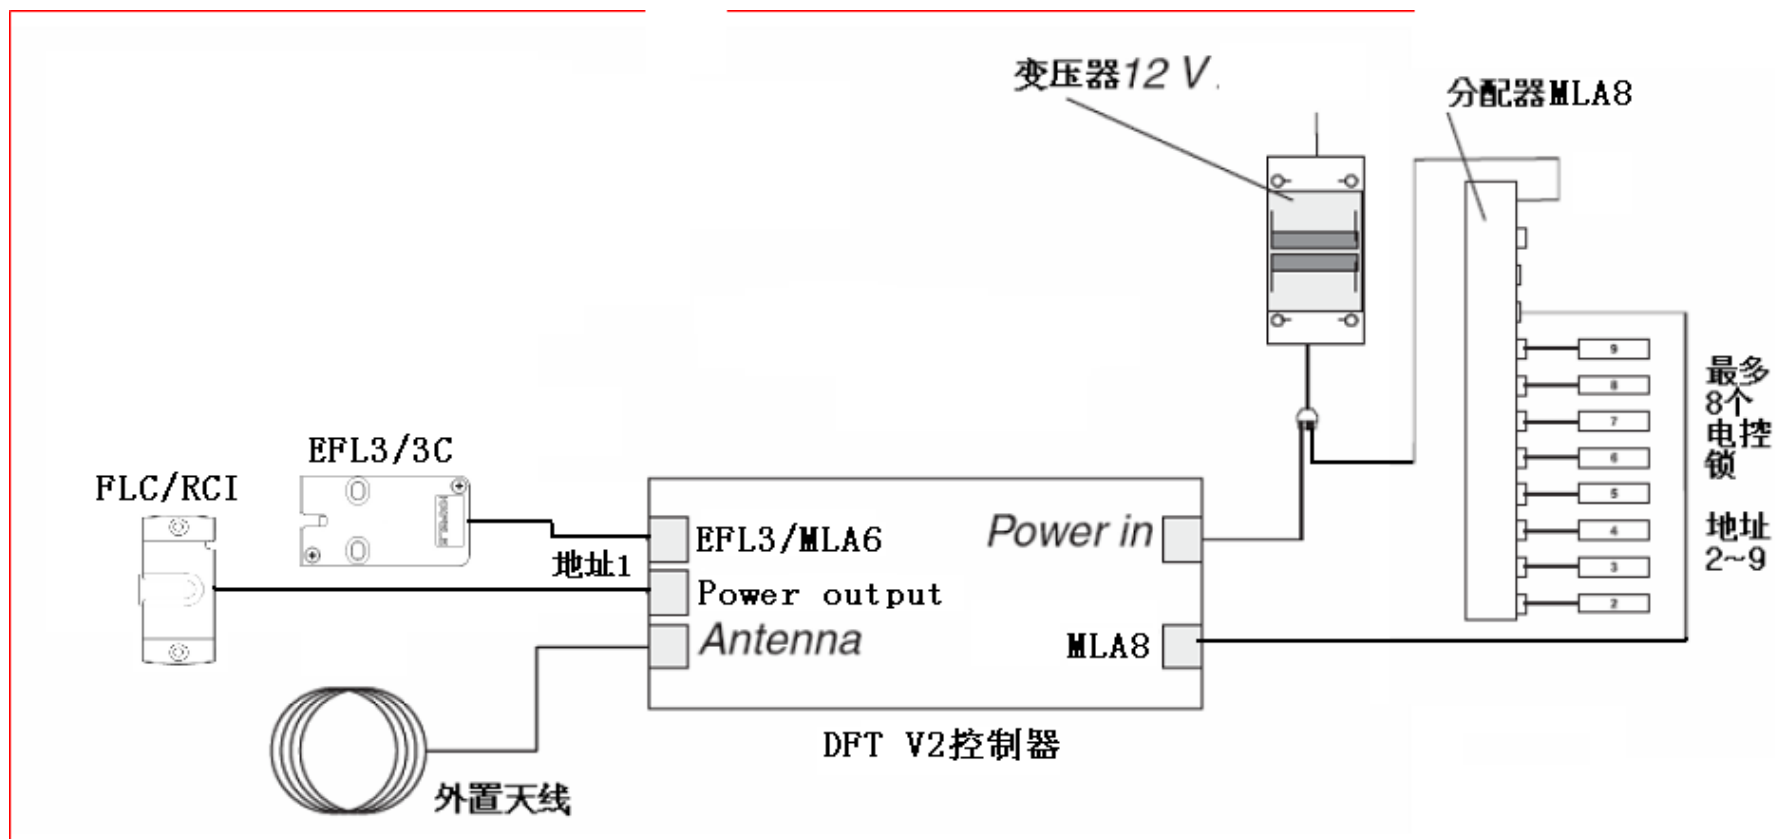 变压器12 V.
分配器MLA8
EFL3/3C
FLC/RCI
EFL3/MLA6
地址1
Power output
Antenna
Power in
MLA8
DFT V2控制器
外置天线
9
8
7
6
5
4
3
2
最多
8个
电控
锁
地址
2~9